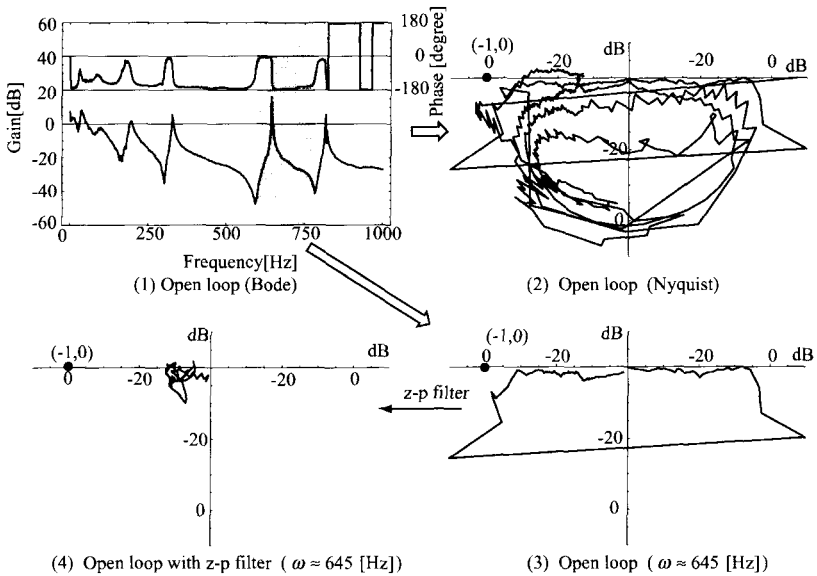 60
40
20
0
-20
-40
-60
Gain[dB]
180
0
-180
Phase [degree]
0
250
500
750
1000
Frequency[Hz]
(1) Open loop (Bode)
(-1,0)
0
-20
dB
-20
0
dB
-20
0
(2) Open loop (Nyquist)
(-1,0)
0
-20
dB
-20
0
dB
-20
0
(4) Open loop with z-p filter ( ω ≈ 645 [Hz])
z-p filter
(-1,0)
0
-20
dB
-20
0
dB
-20
0
(3) Open loop ( ω ≈ 645 [Hz])